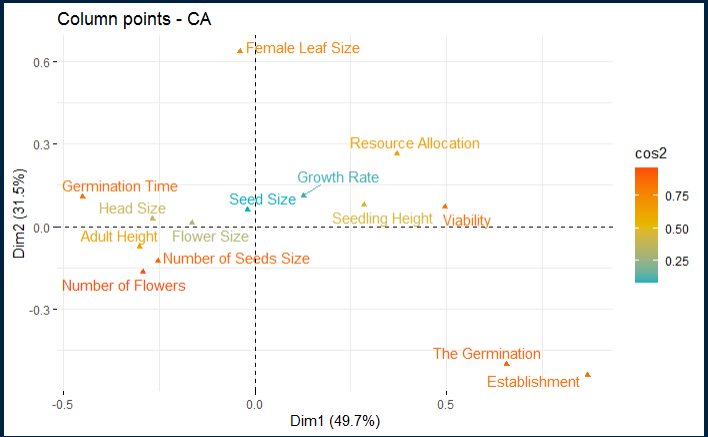 Column points - CA
Female Leaf Size
0.6
Resource Allocation
0.3
cos2
Growth Rate
0.75
Germination Time
Seed Size
Head Size
Seedling Height
Viability
0.50
0.0
Adult Height
Flower Size
Dim2 (31.5%)
Number of Seeds Size
0.25
Number of Flowers
-0.3
The Germination
Establishment
-0.5
0.0
0.5
Dim1 (49.7%)